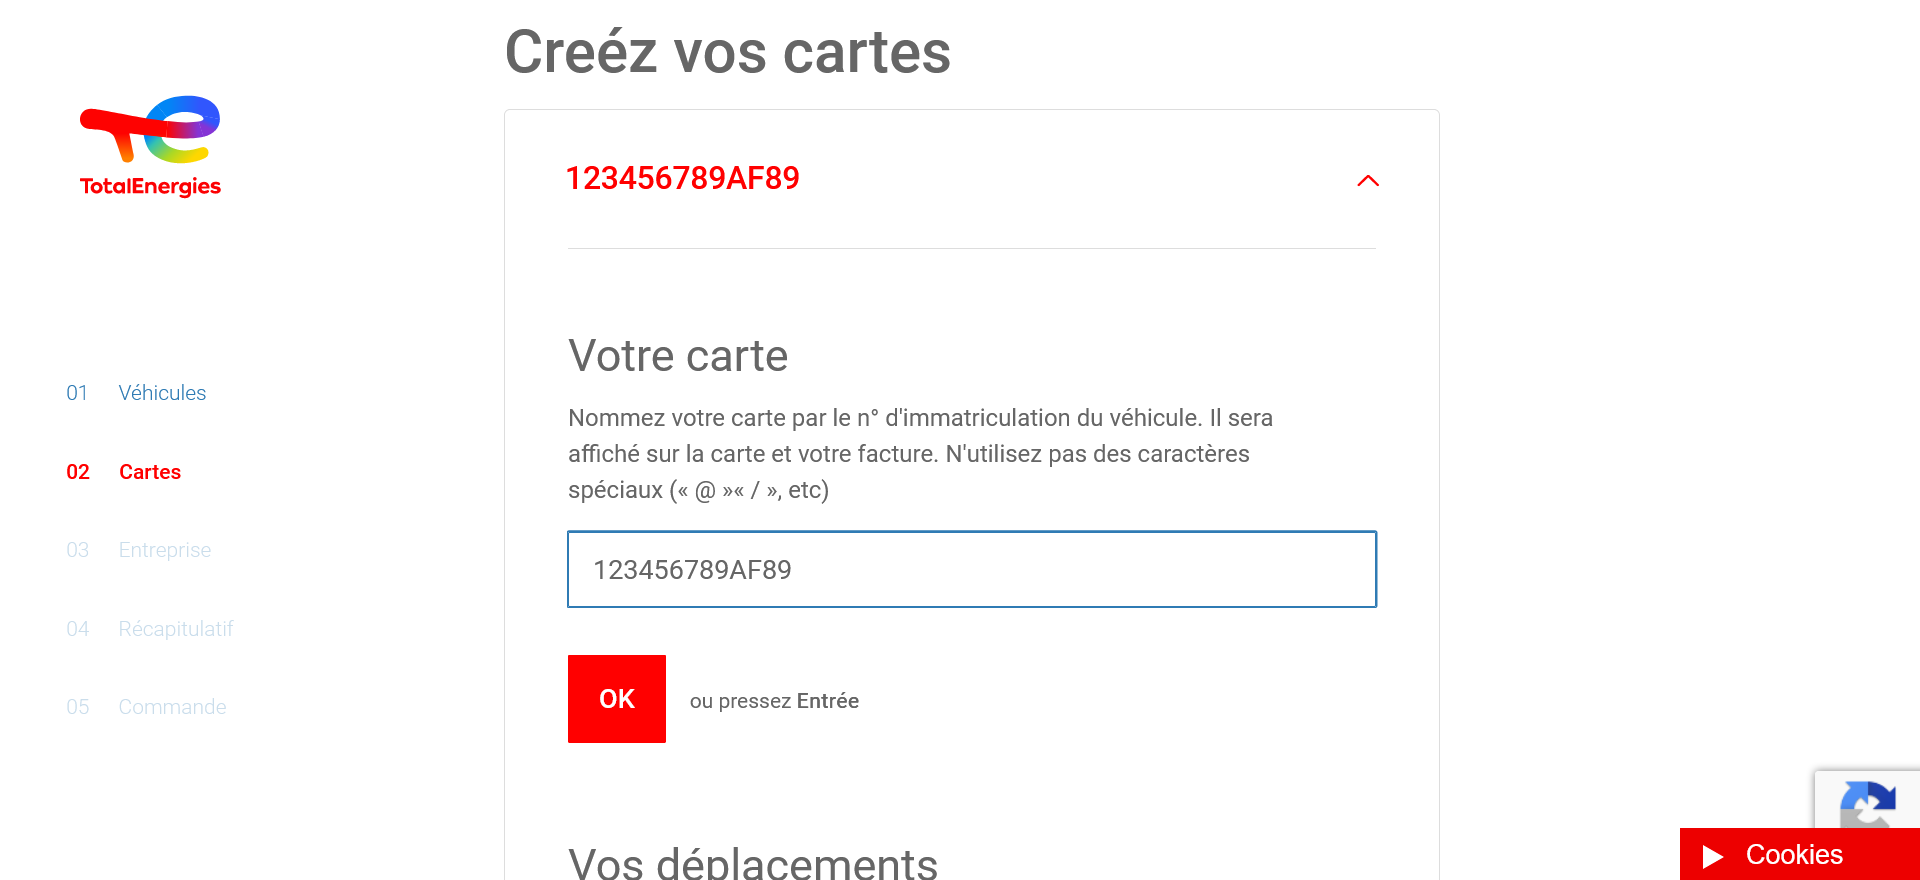 Creéz vos cartes
TotalEnergies
123456789AF89
01 Véhicules
02 Cartes
03 Entreprise
04 Récapitulatif
05 Commande
Votre carte
Nommez votre carte par le n° d'immatriculation du véhicule. Il sera
affiché sur la carte et votre facture. N'utilisez pas des caractères
spéciaux (« @ »« / », etc)
123456789AF89
OK ou pressez Entrée
Vos déplacements
Cookies